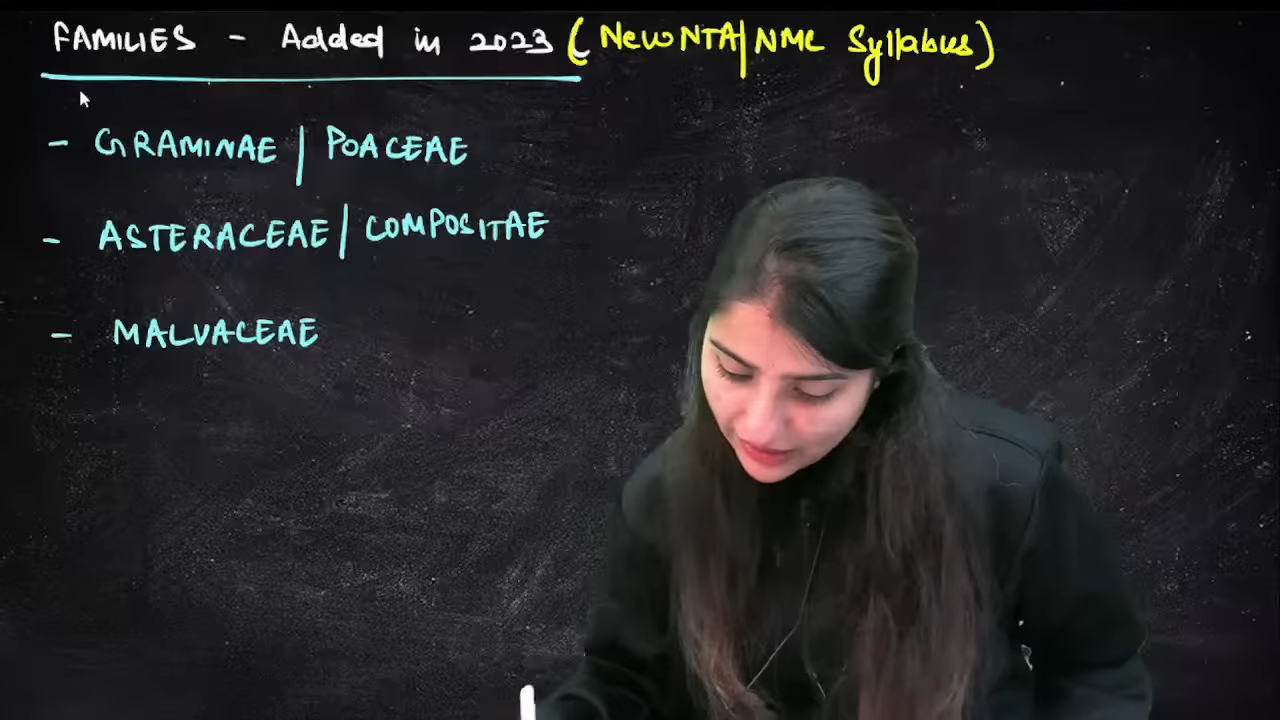 FAMILIES - Added in 2023 (New NTA|NMC Syllabus)
- GRAMINAE | POACEAE
- ASTERACEAE | COMPOSITAE
- MALVACEAE